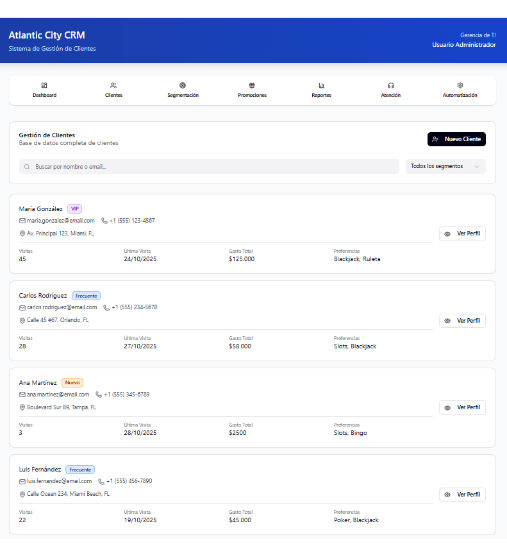 Atlantic City CRM
Sistema de Gestión de Clientes
Gerencia de TI
Usuario Administrador
Dashboard
Clientes
Segmentación
Promociones
Reportes
Atención
Automatización
Gestión de Clientes
Base de datos completa de clientes
Nuevo Cliente
Buscar por nombre o email...
Todos los segmentos
María González VIP
maria.gonzalez@email.com +1 (555) 123-4567
Av. Principal 123, Miami, FL
Ver Perfil
Visitas Última Visita Gasto Total Preferencias
45 24/10/2025 $125.000 Blackjack, Ruleta
Carlos Rodríguez Frecuente
carlos.rodriguez@email.com +1 (555) 234-5678
Calle 45 #67, Orlando, FL
Ver Perfil
Visitas Última Visita Gasto Total Preferencias
28 27/10/2025 $58.000 Slots, Blackjack
Ana Martínez Nuevo
ana.martinez@email.com +1 (555) 345-6789
Boulevard Sur 89, Tampa, FL
Ver Perfil
Visitas Última Visita Gasto Total Preferencias
3 28/10/2025 $2500 Slots, Bingo
Luis Fernández Frecuente
luis.fernandez@email.com +1 (555) 456-7890
Calle Ocean 234, Miami Beach, FL
Ver Perfil
Visitas Última Visita Gasto Total Preferencias
22 19/10/2025 $45.000 Poker, Blackjack